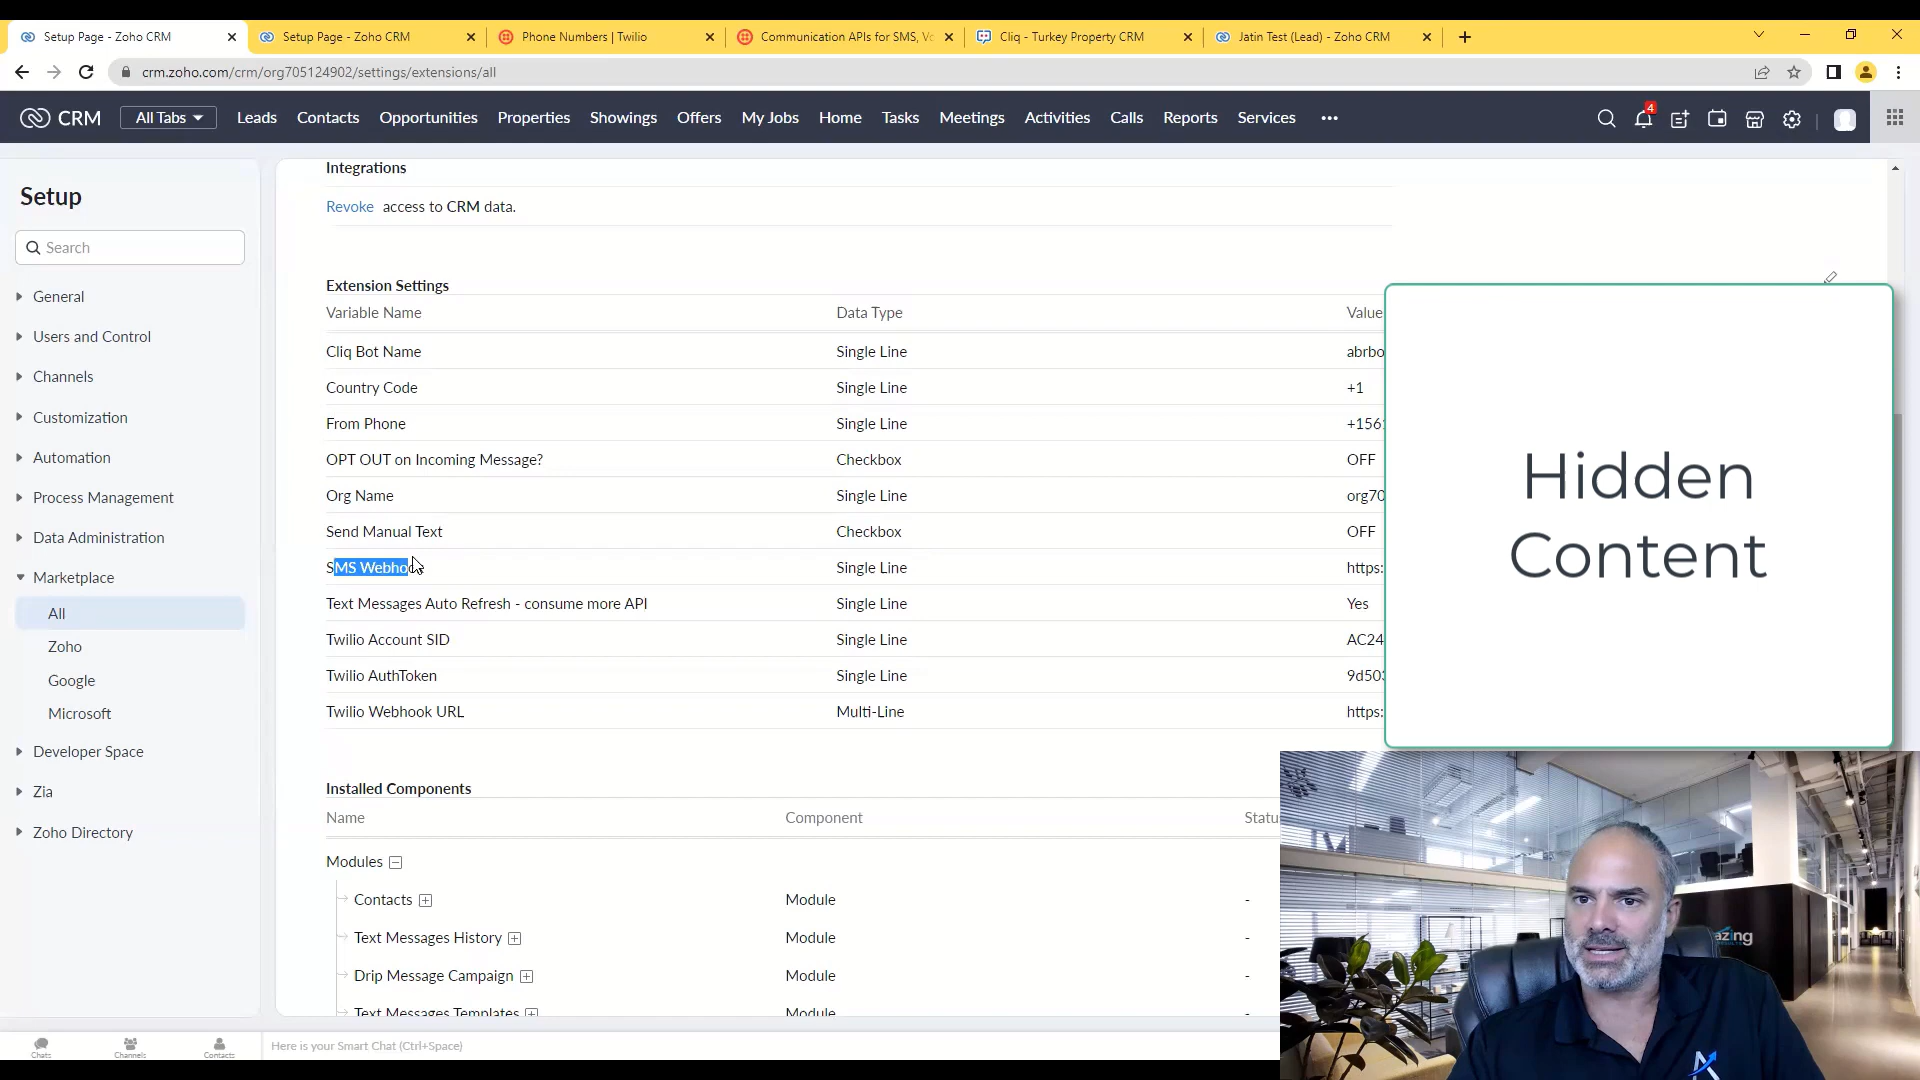 Setup Page - Zoho CRM
Setup Page - Zoho CRM
Phone Numbers | Twilio
Communication APIs for SMS, Vo
Cliq - Turkey Property CRM
Jatin Test (Lead) - Zoho CRM
crm.zoho.com/crm/org705124902/settings/extensions/all
CRM
All Tabs
Leads
Contacts
Opportunities
Properties
Showings
Offers
My Jobs
Home
Tasks
Meetings
Activities
Calls
Reports
Services
4
Setup
Search
General
Users and Control
Channels
Customization
Automation
Process Management
Data Administration
Marketplace
All
Zoho
Google
Microsoft
Developer Space
Zia
Zoho Directory
Integrations
Revoke access to CRM data.
Extension Settings
Variable Name Data Type Value
Cliq Bot Name Single Line abrbo
Country Code Single Line +1
From Phone Single Line +156
OPT OUT on Incoming Message? Checkbox OFF
Org Name Single Line org70
Send Manual Text Checkbox OFF
SMS Webhook Single Line https:
Text Messages Auto Refresh - consume more API Single Line Yes
Twilio Account SID Single Line AC24
Twilio AuthToken Single Line 9d50
Twilio Webhook URL Multi-Line https:
Hidden
Content
Installed Components
Name Component Statu
Modules
Contacts Module -
Text Messages History Module -
Drip Message Campaign Module -
Text Messages Templates Module -
Chats
Channels
Contacts
Here is your Smart Chat (Ctrl+Space)
azing